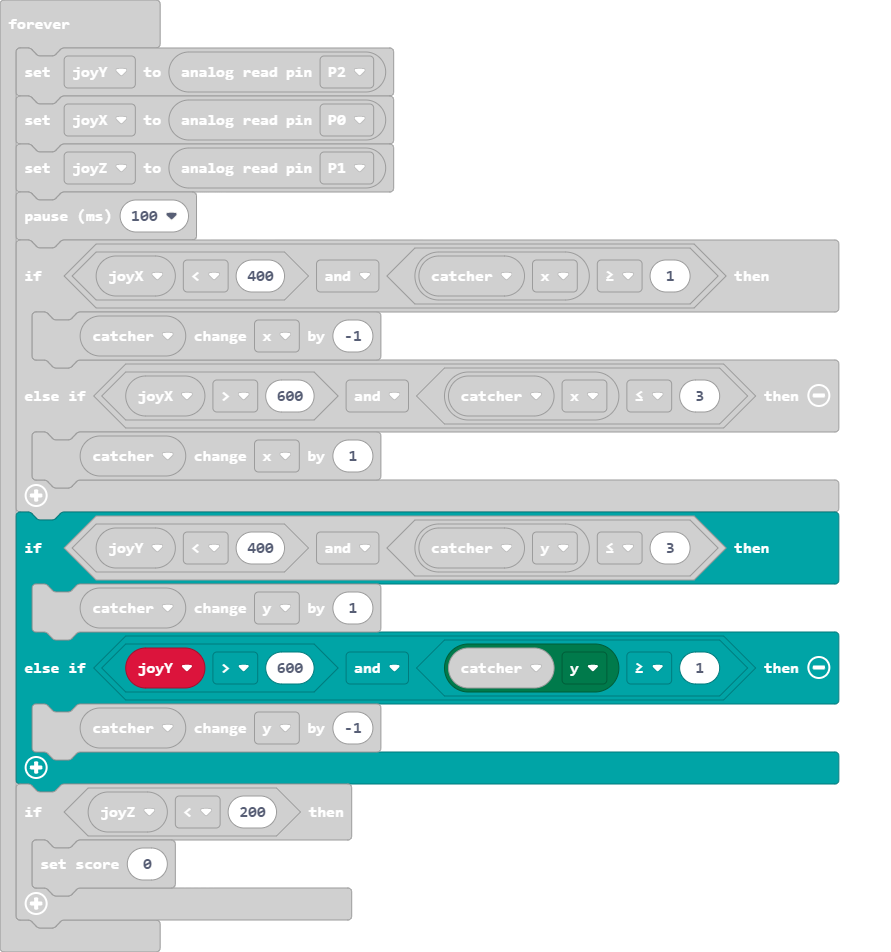 forever
set joyY to analog read pin P2
set joyX to analog read pin P0
set joyZ to analog read pin P1
pause (ms) 100
if joyX < 400 and catcher x ≥ 1 then
catcher change x by -1
else if joyX > 600 and catcher x ≤ 3 then
catcher change x by 1
if joyY < 400 and catcher y ≤ 3 then
catcher change y by 1
else if joyY > 600 and catcher y ≥ 1 then
catcher change y by -1
if joyZ < 200 then
set score 0